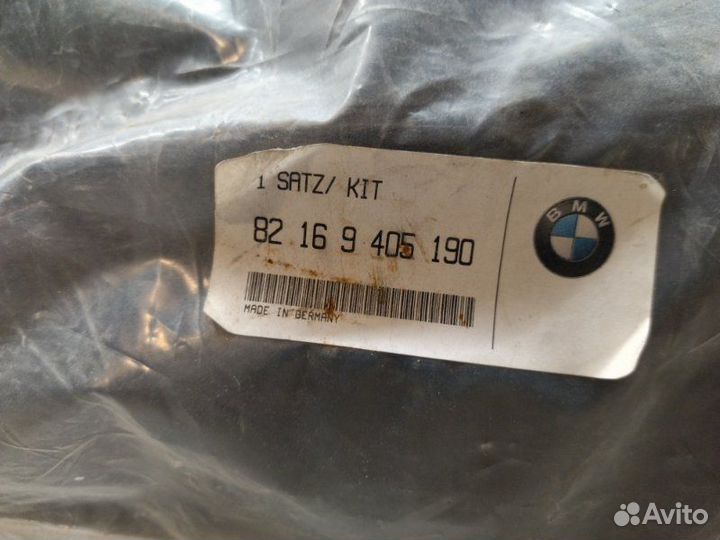 1 SATZ/ KIT
82 16 9 405 190
MADE IN GERMANY
BMW
Avito